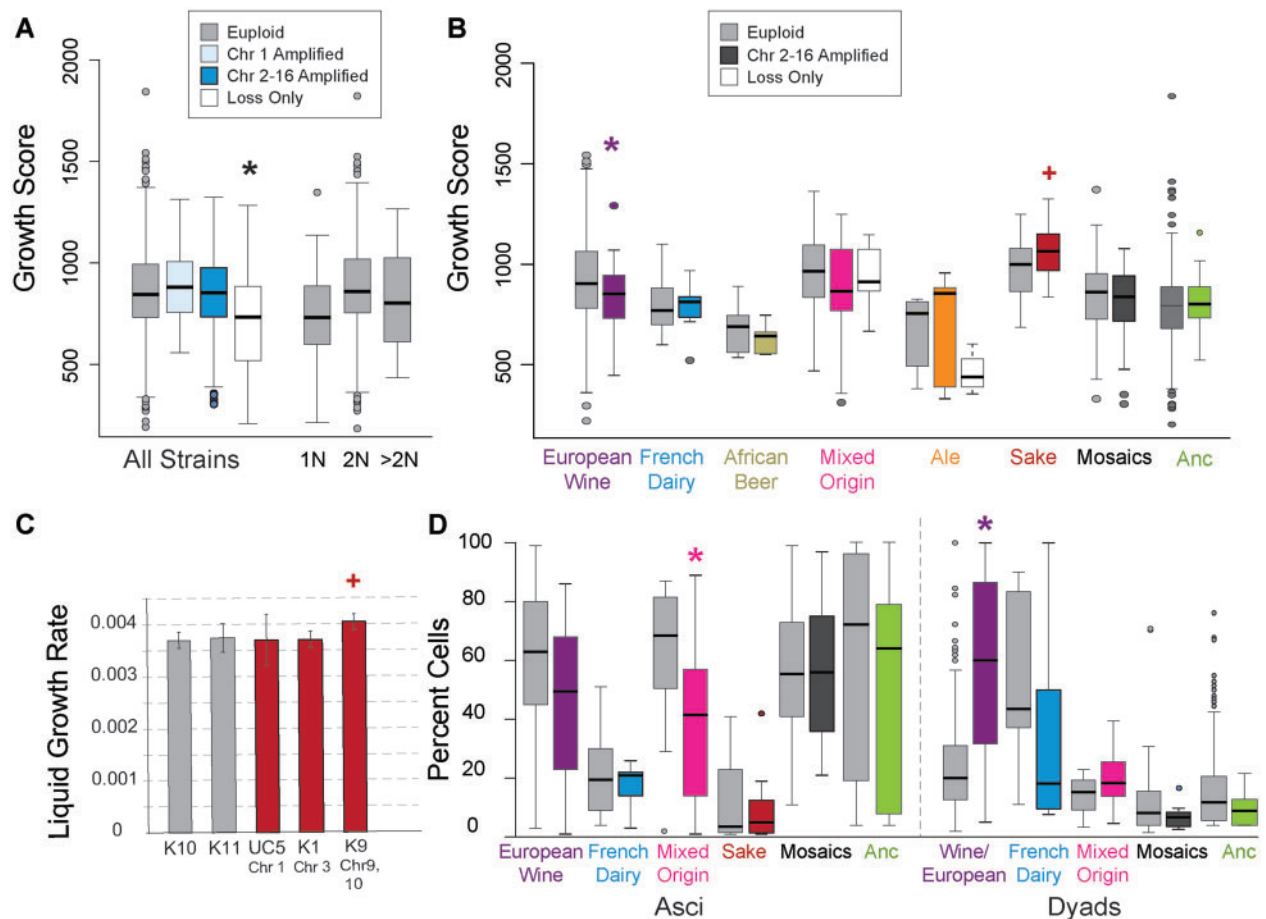 A
Euploid
Chr 1 Amplified
Chr 2-16 Amplified
Loss Only
*
Growth Score
2000
1500
1000
500
All Strains
1N 2N >2N
B
Euploid
Chr 2-16 Amplified
Loss Only
*
+
Growth Score
2000
1500
1000
500
European Wine
French Dairy
African Beer
Mixed Origin
Ale
Sake
Mosaics
Anc
C
+
Liquid Growth Rate
0.004
0.003
0.002
0.001
0
K10
K11
UC5 Chr 1
K1 Chr 3
K9 Chr9, 10
D
*
*
Percent Cells
100
80
60
40
20
0
European Wine
French Dairy
Mixed Origin
Sake
Mosaics
Anc
Wine/ European
French Dairy
Mixed Origin
Mosaics
Anc
Asci
Dyads